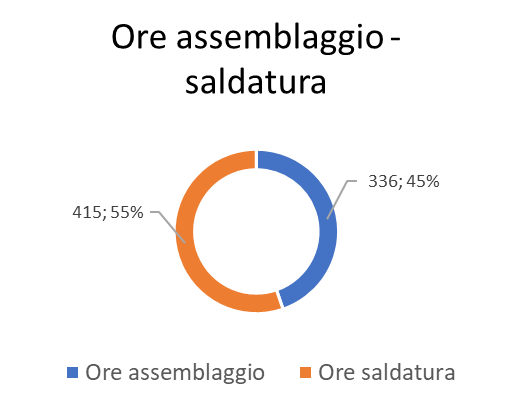 Ore assemblaggio -
saldatura
336; 45%
415; 55%
Ore assemblaggio
Ore saldatura